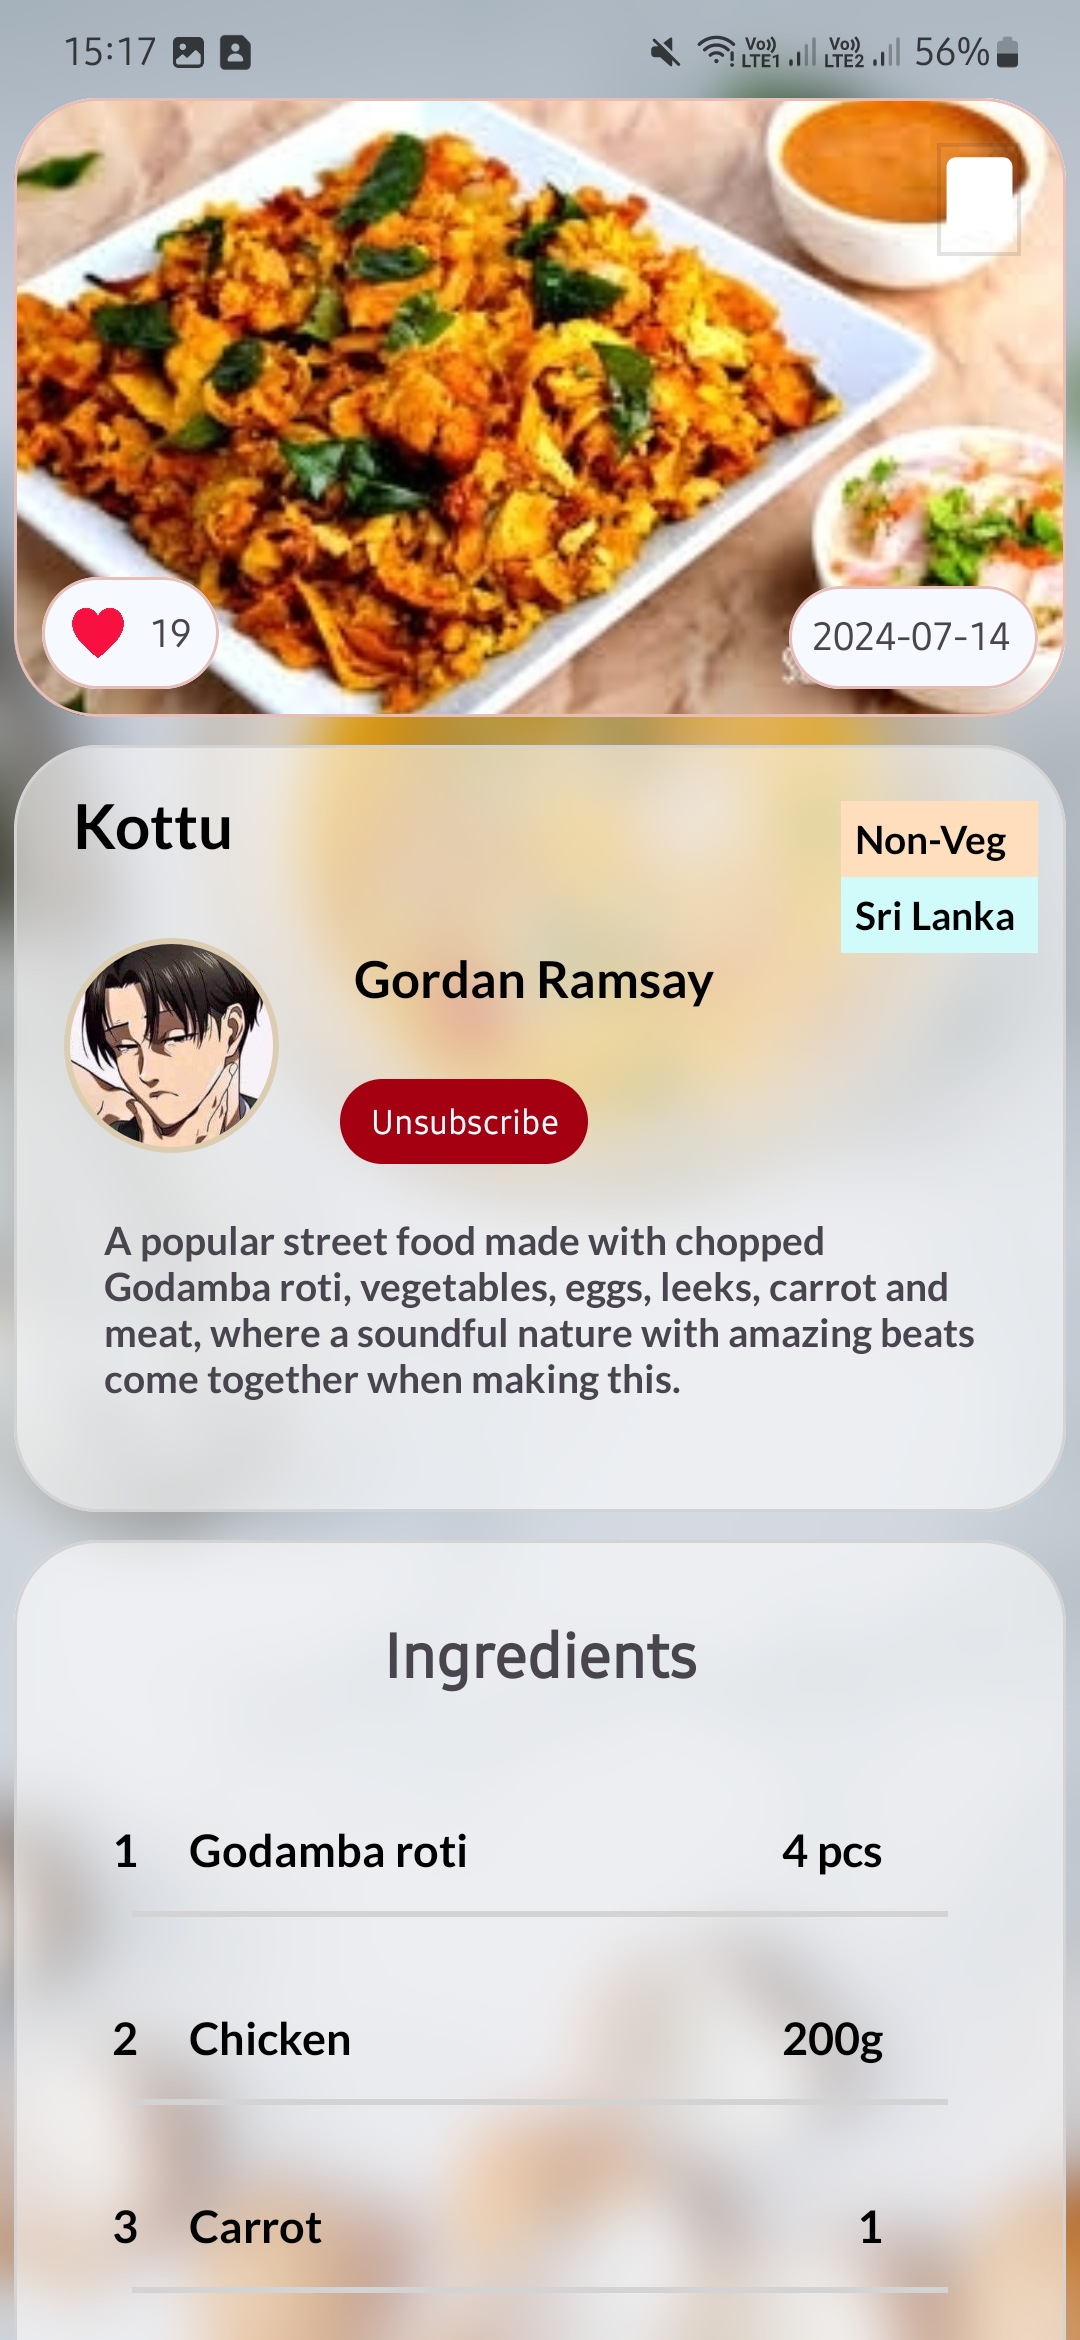 15:17
Vo)) LTE1 Vo)) LTE2 56%
19
2024-07-14
Kottu
Non-Veg
Sri Lanka
Gordan Ramsay
Unsubscribe
A popular street food made with chopped
Godamba roti, vegetables, eggs, leeks, carrot and
meat, where a soundful nature with amazing beats
come together when making this.
Ingredients
1 Godamba roti 4 pcs
2 Chicken 200g
3 Carrot 1